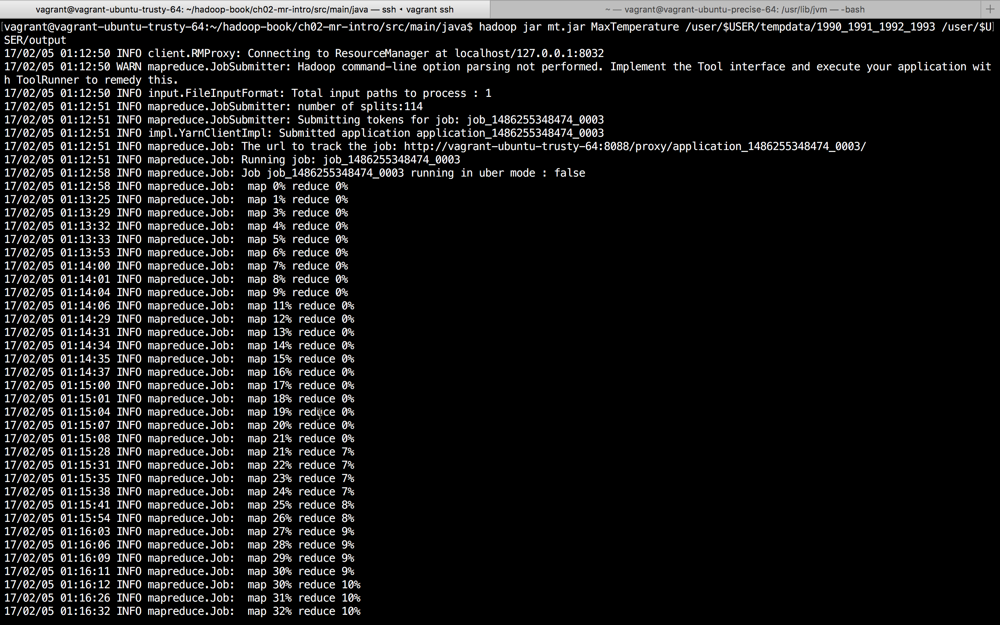 vagrant@vagrant-ubuntu-trusty-64: ~/hadoop-book/ch02-mr-intro/src/main/java — ssh ◂ vagrant ssh
~ — vagrant@vagrant-ubuntu-precise-64: /usr/lib/jvm — -bash
+
[vagrant@vagrant-ubuntu-trusty-64:~/hadoop-book/ch02-mr-intro/src/main/java$ hadoop jar mt.jar MaxTemperature /user/$USER/tempdata/1990_1991_1992_1993 /user/$U]
SER/output
17/02/05 01:12:50 INFO client.RMProxy: Connecting to ResourceManager at localhost/127.0.0.1:8032
17/02/05 01:12:50 WARN mapreduce.JobSubmitter: Hadoop command-line option parsing not performed. Implement the Tool interface and execute your application wit
h ToolRunner to remedy this.
17/02/05 01:12:50 INFO input.FileInputFormat: Total input paths to process : 1
17/02/05 01:12:51 INFO mapreduce.JobSubmitter: number of splits:114
17/02/05 01:12:51 INFO mapreduce.JobSubmitter: Submitting tokens for job: job_1486255348474_0003
17/02/05 01:12:51 INFO impl.YarnClientImpl: Submitted application application_1486255348474_0003
17/02/05 01:12:51 INFO mapreduce.Job: The url to track the job: http://vagrant-ubuntu-trusty-64:8088/proxy/application_1486255348474_0003/
17/02/05 01:12:51 INFO mapreduce.Job: Running job: job_1486255348474_0003
17/02/05 01:12:58 INFO mapreduce.Job: Job job_1486255348474_0003 running in uber mode : false
17/02/05 01:12:58 INFO mapreduce.Job:  map 0% reduce 0%
17/02/05 01:13:25 INFO mapreduce.Job:  map 1% reduce 0%
17/02/05 01:13:29 INFO mapreduce.Job:  map 3% reduce 0%
17/02/05 01:13:32 INFO mapreduce.Job:  map 4% reduce 0%
17/02/05 01:13:33 INFO mapreduce.Job:  map 5% reduce 0%
17/02/05 01:13:53 INFO mapreduce.Job:  map 6% reduce 0%
17/02/05 01:14:00 INFO mapreduce.Job:  map 7% reduce 0%
17/02/05 01:14:01 INFO mapreduce.Job:  map 8% reduce 0%
17/02/05 01:14:04 INFO mapreduce.Job:  map 9% reduce 0%
17/02/05 01:14:06 INFO mapreduce.Job:  map 11% reduce 0%
17/02/05 01:14:29 INFO mapreduce.Job:  map 12% reduce 0%
17/02/05 01:14:31 INFO mapreduce.Job:  map 13% reduce 0%
17/02/05 01:14:34 INFO mapreduce.Job:  map 14% reduce 0%
17/02/05 01:14:35 INFO mapreduce.Job:  map 15% reduce 0%
17/02/05 01:14:37 INFO mapreduce.Job:  map 16% reduce 0%
17/02/05 01:15:00 INFO mapreduce.Job:  map 17% reduce 0%
17/02/05 01:15:01 INFO mapreduce.Job:  map 18% reduce 0%
17/02/05 01:15:04 INFO mapreduce.Job:  map 19% reduce 0%
17/02/05 01:15:07 INFO mapreduce.Job:  map 20% reduce 0%
17/02/05 01:15:08 INFO mapreduce.Job:  map 21% reduce 0%
17/02/05 01:15:28 INFO mapreduce.Job:  map 21% reduce 7%
17/02/05 01:15:31 INFO mapreduce.Job:  map 22% reduce 7%
17/02/05 01:15:35 INFO mapreduce.Job:  map 23% reduce 7%
17/02/05 01:15:38 INFO mapreduce.Job:  map 24% reduce 7%
17/02/05 01:15:41 INFO mapreduce.Job:  map 25% reduce 8%
17/02/05 01:15:54 INFO mapreduce.Job:  map 26% reduce 8%
17/02/05 01:16:03 INFO mapreduce.Job:  map 27% reduce 9%
17/02/05 01:16:06 INFO mapreduce.Job:  map 28% reduce 9%
17/02/05 01:16:09 INFO mapreduce.Job:  map 29% reduce 9%
17/02/05 01:16:11 INFO mapreduce.Job:  map 30% reduce 9%
17/02/05 01:16:12 INFO mapreduce.Job:  map 30% reduce 10%
17/02/05 01:16:26 INFO mapreduce.Job:  map 31% reduce 10%
17/02/05 01:16:32 INFO mapreduce.Job:  map 32% reduce 10%